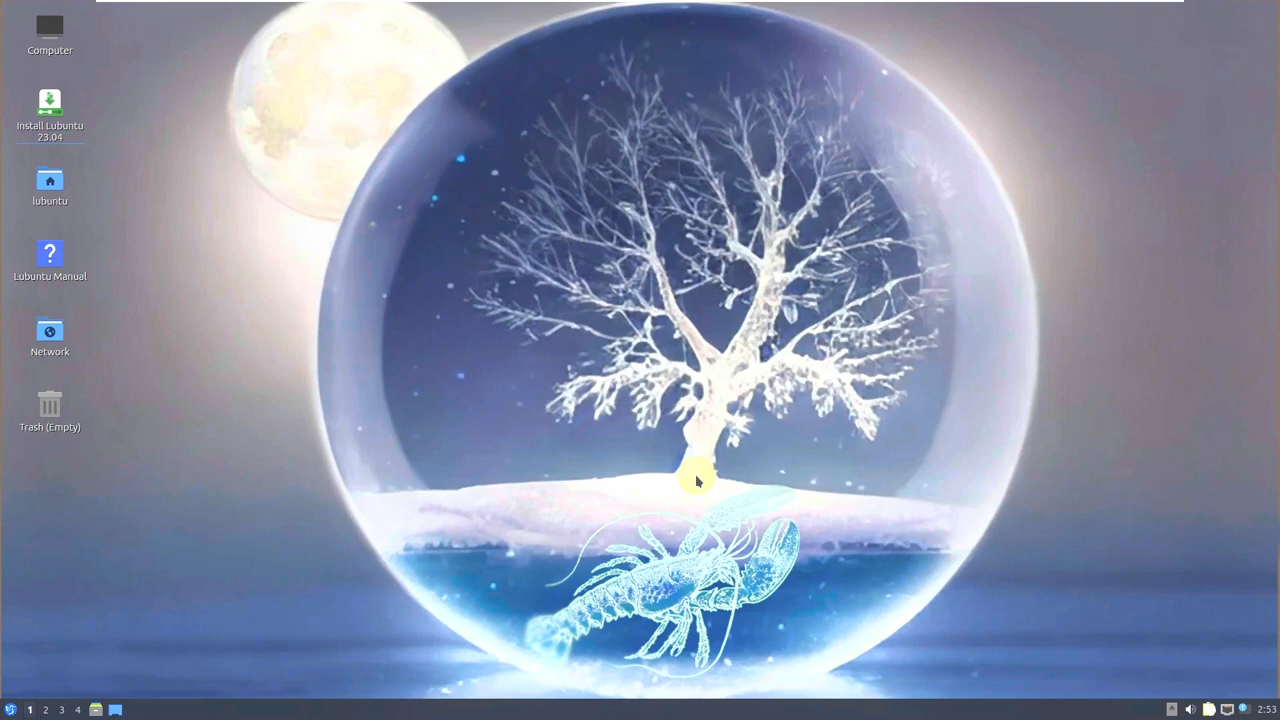 Computer
Install Lubuntu
23.04
lubuntu
?
Lubuntu Manual
Network
Trash (Empty)
1 2 3 4
2:53